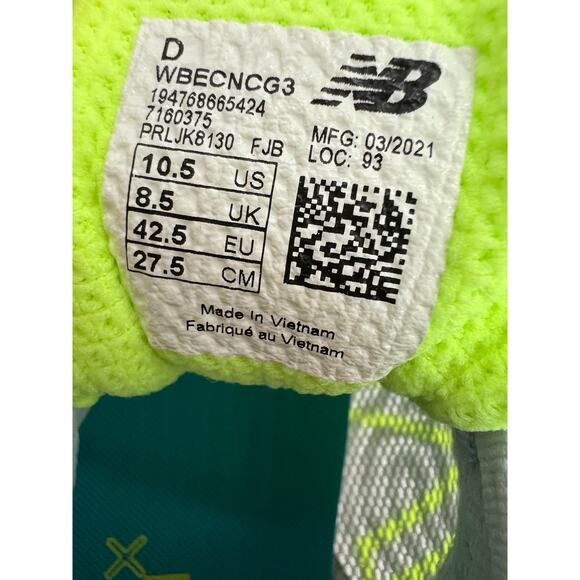 D
WBECNCG3
194768665424
7160375
PRLJK8130 FJB
10.5 US
8.5 UK
42.5 EU
27.5 CM
NB
MFG: 03/2021
LOC: 93
Made In Vietnam
Fabriqué au Vietnam